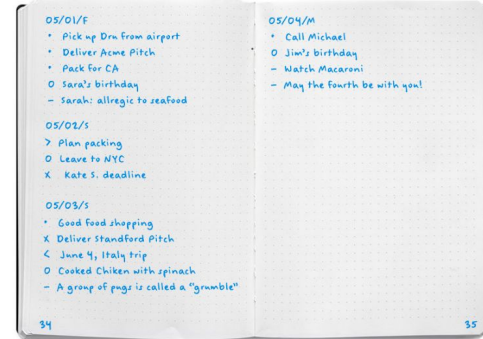 05/01/F
• Pick up Drn from airport
• Deliver Acme Pitch
• Pack for CA
O Sara's birthday
– Sarah: allregic to seafood
05/02/S
> Plan packing
O Leave to NYC
x Kate S. deadline
05/03/S
• Good food shopping
x Deliver Standford Pitch
< June 4, Italy trip
O Cooked Chiken with spinach
– A group of pugs is called a "grumble"
34
05/04/M
• Call Michael
O Jim's birthday
– Watch Macaroni
– May the fourth be with you!
35